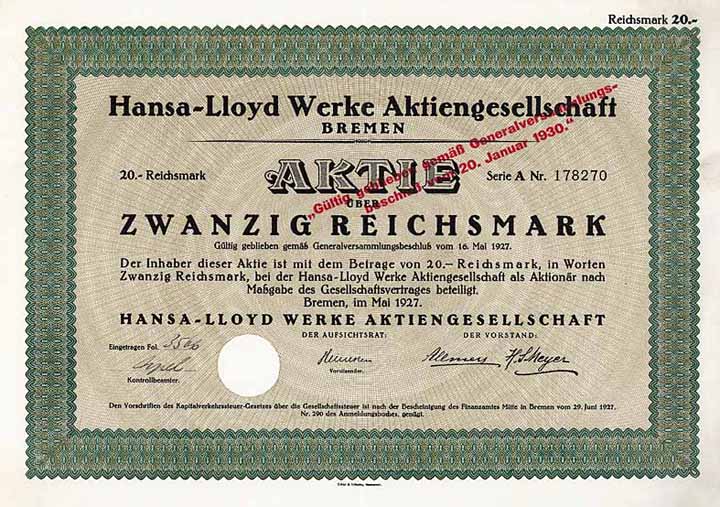 Reichsmark 20.-
Hansa-Lloyd Werke Aktiengesellschaft
BREMEN
„Gültig geblieben gemäß Generalversammlungs-
beschluß vom 20. Januar 1930.“
20.- Reichsmark
AKTIE
Serie A Nr. 178270
ÜBER
ZWANZIG REICHSMARK
Gültig geblieben gemäß Generalversammlungsbeschluß vom 16. Mai 1927.
Der Inhaber dieser Aktie ist mit dem Betrage von 20.— Reichsmark, in Worten
Zwanzig Reichsmark, bei der Hansa-Lloyd Werke Aktiengesellschaft als Aktionär nach
Maßgabe des Gesellschaftsvertrages beteiligt.
Bremen, im Mai 1927.
HANSA-LLOYD WERKE AKTIENGESELLSCHAFT
DER AUFSICHTSRAT:
DER VORSTAND:
Eingetragen Fol.
Kontrollbeamter.
Vorsitzender.
H.S. Meyer
Den Vorschriften des Kapitalverkehrssteuer-Gesetzes über die Gesellschaftssteuer ist nach der Bescheinigung des Finanzamtes Mitte in Bremen vom 29. Juni 1927.
Nr. 290 des Anmeldungsbuches, genügt.